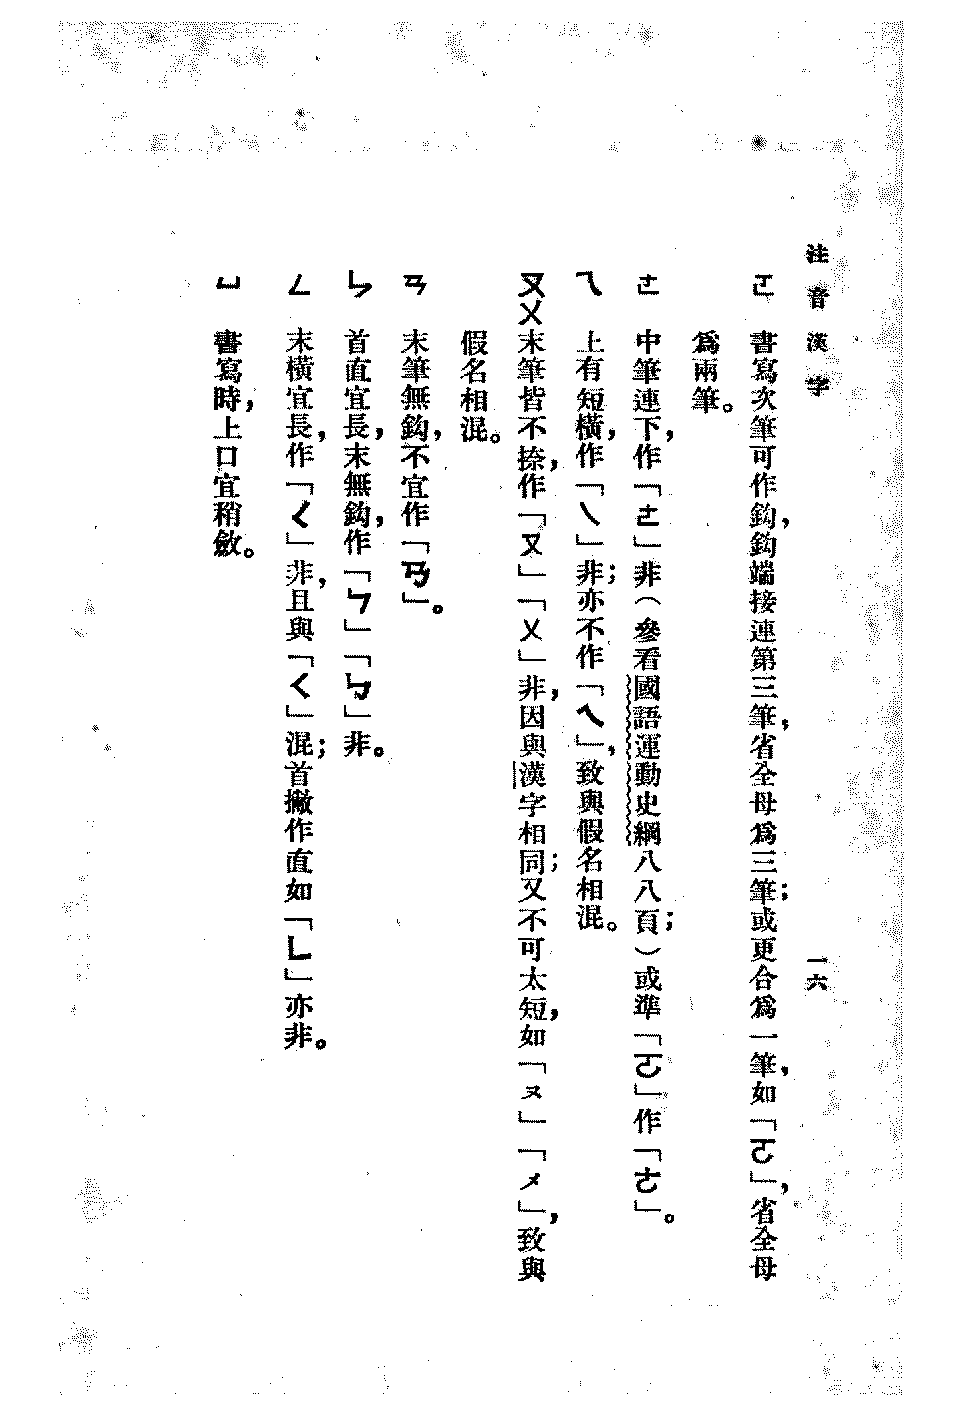 注音漢字
一六
ㄛ 書寫次筆可作鈎,鈎端接連第三筆,省全母爲三筆;或更合爲一筆,如「ㄛ」,省全母
爲兩筆。
ㄜ 中筆連下,作「ㄜ」非(參看國語運動史綱八八頁;)或準「ㄛ」作「ㄜ」。
ㄟ 上有短橫,作「㇏」非;亦不作「ㄟ」,致與假名相混。
ㄡㄨ 末筆皆不捺,作「又」「㐅」非,因與漢字相同;又不可太短,如「ヌ」「メ」,致與
假名相混。
ㄢ 末筆無鈎,不宜作「ㄢ」。
ㄣ 首直宜長,末無鈎,作「ㄅ」「ㄣ」非。
ㄥ 末橫宜長,作「ㄑ」非,且與「ㄑ」混;首撇作直如「乚」亦非。
ㄩ 書寫時,上口宜稍斂。